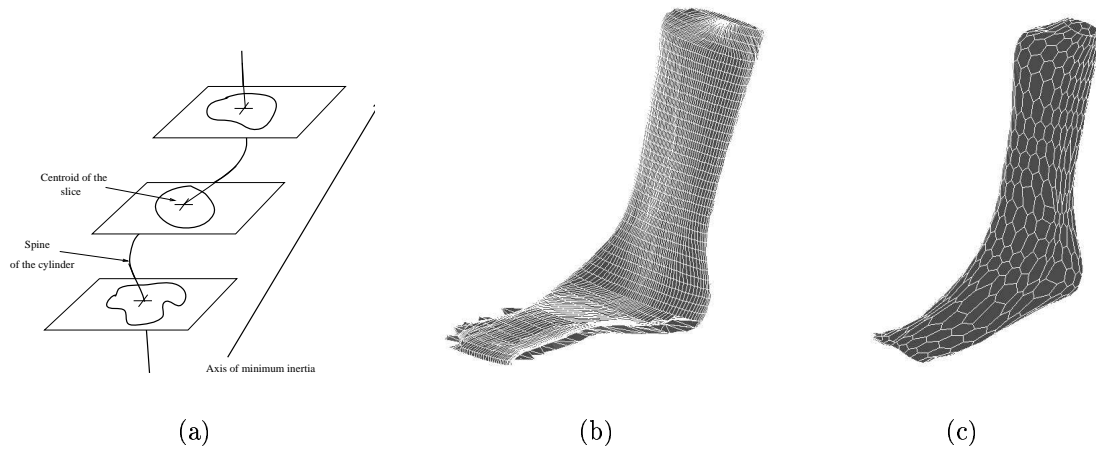 Centroid of the
slice
Spine
of the cylinder
Axis of minimum inertia
(a)
(b)
(c)